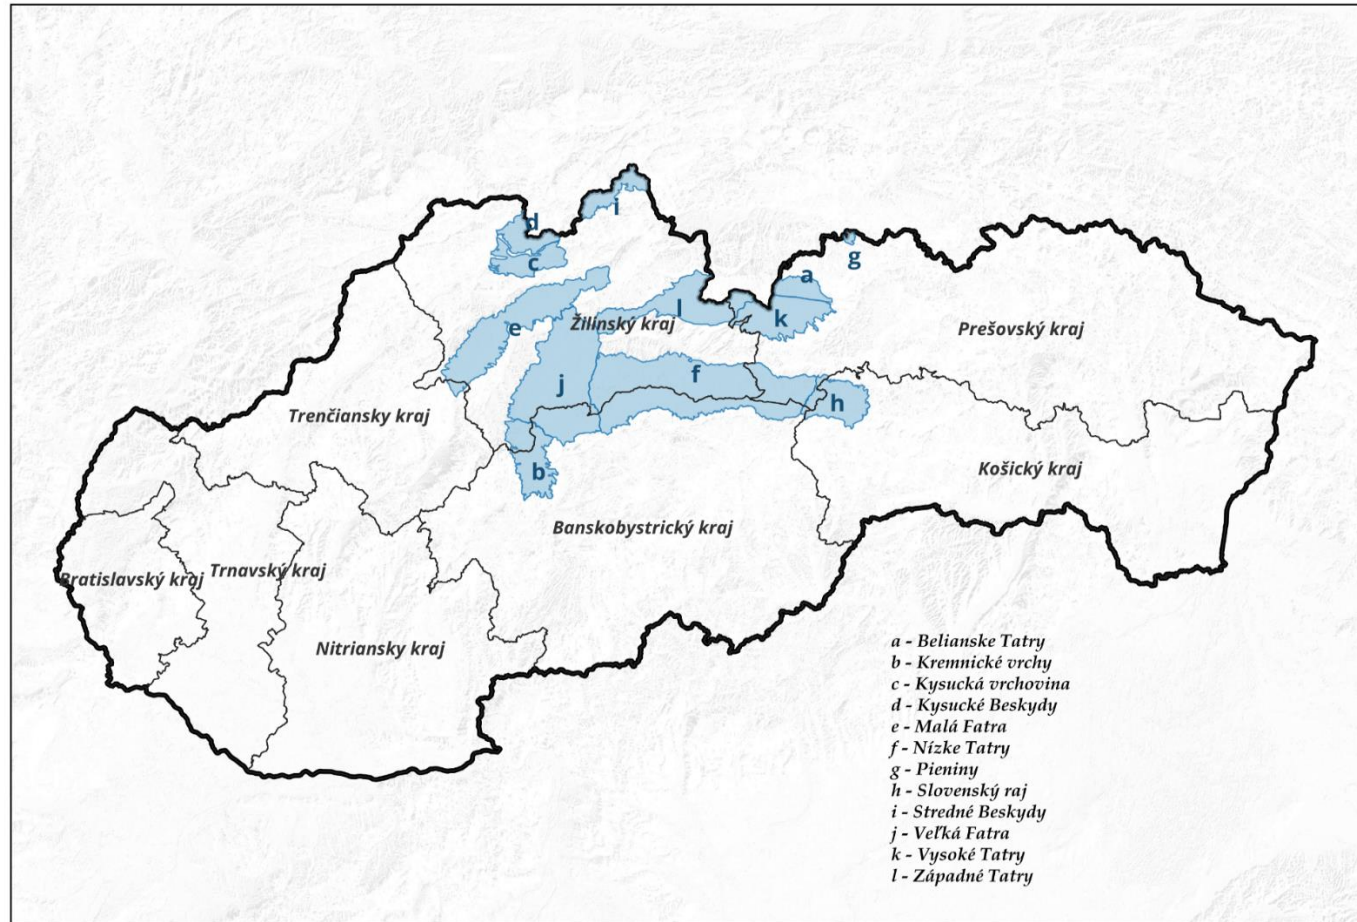 d
i
c
g
a
l
k
e
Žilinský kraj
Prešovský kraj
f
j
h
Trenčiansky kraj
b
Košický kraj
Banskobystrický kraj
Bratislavský kraj
Trnavský kraj
Nitriansky kraj
a - Belianske Tatry
b - Kremnické vrchy
c - Kysucká vrchovina
d - Kysucké Beskydy
e - Malá Fatra
f - Nízke Tatry
g - Pieniny
h - Slovenský raj
i - Stredné Beskydy
j - Veľká Fatra
k - Vysoké Tatry
l - Západné Tatry